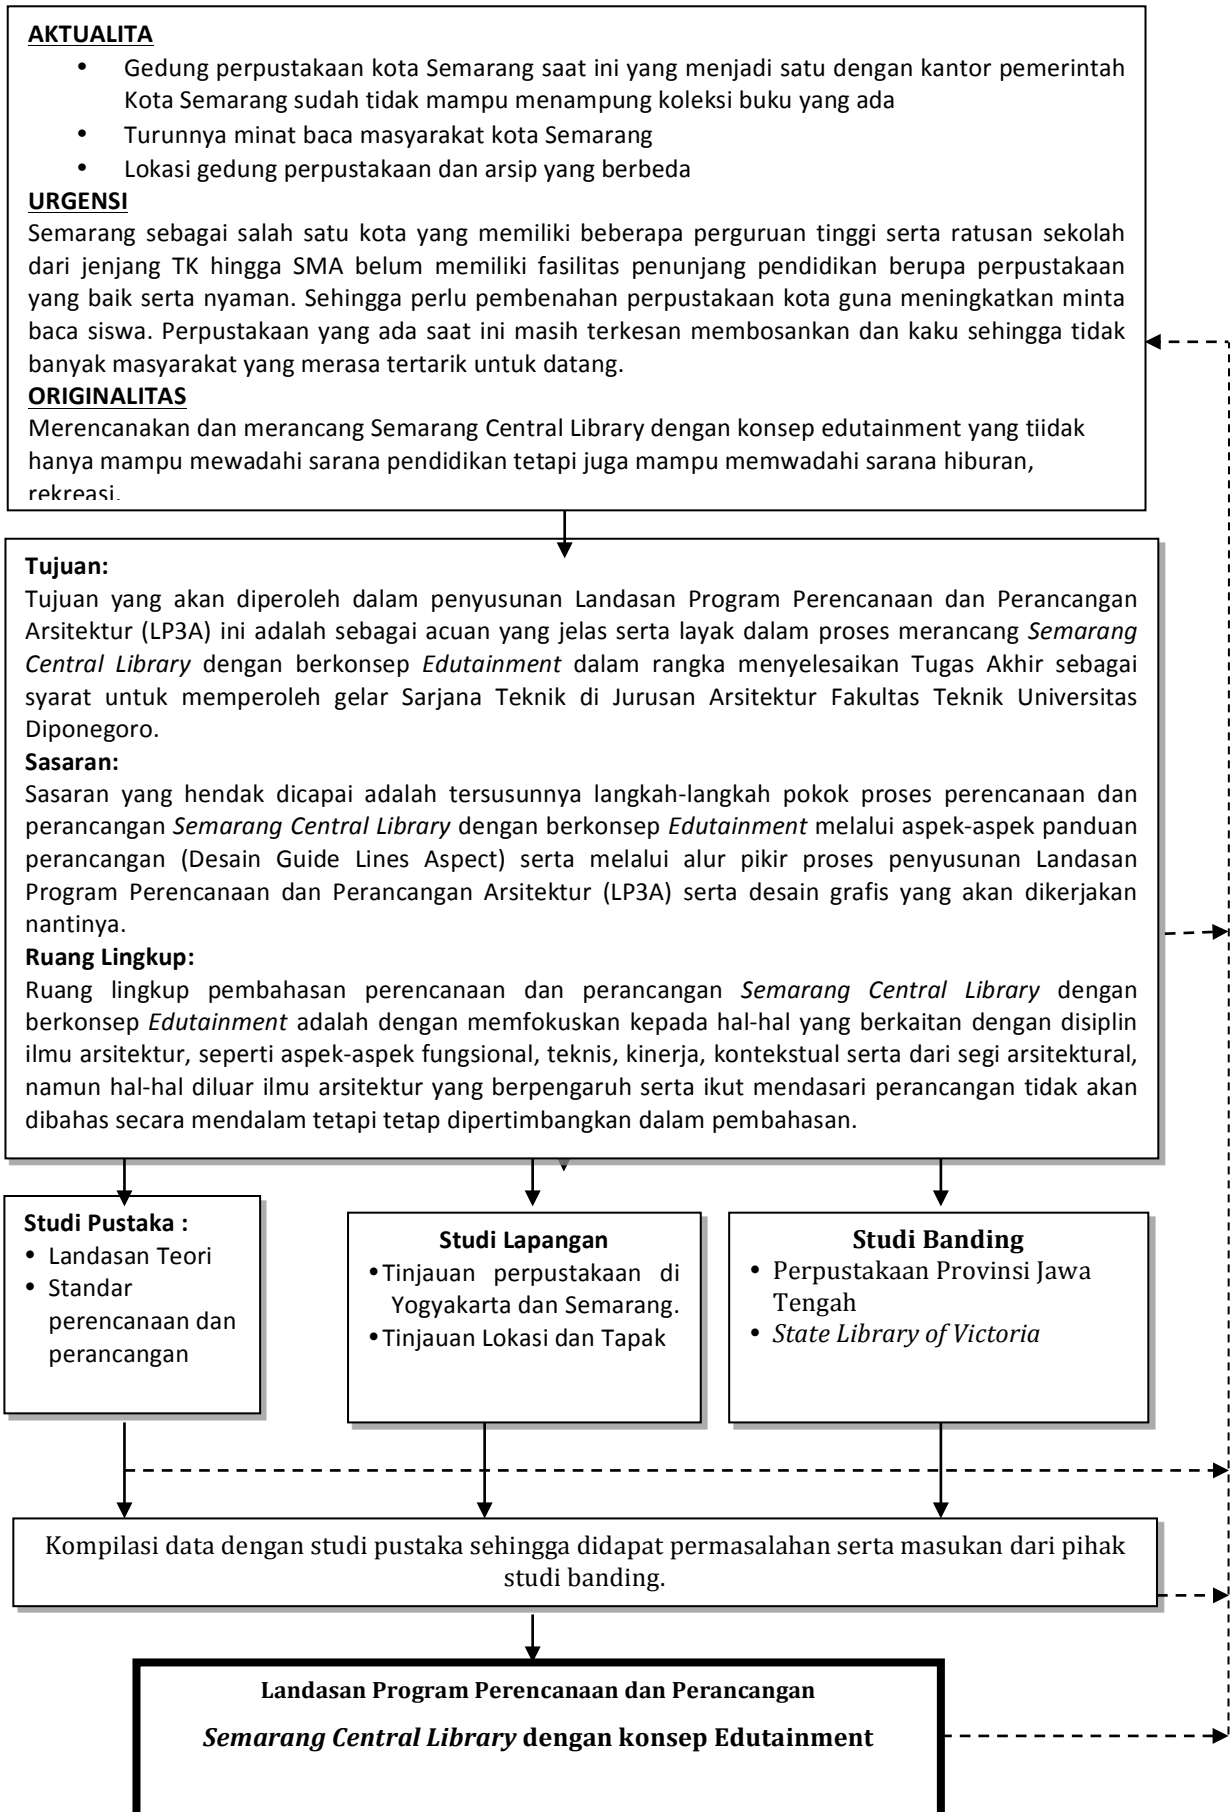 AKTUALITA
• Gedung perpustakaan kota Semarang saat ini yang menjadi satu dengan kantor pemerintah
Kota Semarang sudah tidak mampu menampung koleksi buku yang ada
• Turunnya minat baca masyarakat kota Semarang
• Lokasi gedung perpustakaan dan arsip yang berbeda
URGENSI
Semarang sebagai salah satu kota yang memiliki beberapa perguruan tinggi serta ratusan sekolah
dari jenjang TK hingga SMA belum memiliki fasilitas penunjang pendidikan berupa perpustakaan
yang baik serta nyaman. Sehingga perlu pembenahan perpustakaan kota guna meningkatkan minta
baca siswa. Perpustakaan yang ada saat ini masih terkesan membosankan dan kaku sehingga tidak
banyak masyarakat yang merasa tertarik untuk datang.
ORIGINALITAS
Merencanakan dan merancang Semarang Central Library dengan konsep edutainment yang tiidak
hanya mampu mewadahi sarana pendidikan tetapi juga mampu memwadahi sarana hiburan,
rekreasi.
Tujuan:
Tujuan yang akan diperoleh dalam penyusunan Landasan Program Perencanaan dan Perancangan
Arsitektur (LP3A) ini adalah sebagai acuan yang jelas serta layak dalam proses merancang Semarang
Central Library dengan berkonsep Edutainment dalam rangka menyelesaikan Tugas Akhir sebagai
syarat untuk memperoleh gelar Sarjana Teknik di Jurusan Arsitektur Fakultas Teknik Universitas
Diponegoro.
Sasaran:
Sasaran yang hendak dicapai adalah tersusunnya langkah-langkah pokok proses perencanaan dan
perancangan Semarang Central Library dengan berkonsep Edutainment melalui aspek-aspek panduan
perancangan (Desain Guide Lines Aspect) serta melalui alur pikir proses penyusunan Landasan
Program Perencanaan dan Perancangan Arsitektur (LP3A) serta desain grafis yang akan dikerjakan
nantinya.
Ruang Lingkup:
Ruang lingkup pembahasan perencanaan dan perancangan Semarang Central Library dengan
berkonsep Edutainment adalah dengan memfokuskan kepada hal-hal yang berkaitan dengan disiplin
ilmu arsitektur, seperti aspek-aspek fungsional, teknis, kinerja, kontekstual serta dari segi arsitektural,
namun hal-hal diluar ilmu arsitektur yang berpengaruh serta ikut mendasari perancangan tidak akan
dibahas secara mendalam tetapi tetap dipertimbangkan dalam pembahasan.
Studi Pustaka :
• Landasan Teori
• Standar
perencanaan dan
perancangan
Studi Lapangan
• Tinjauan perpustakaan di
Yogyakarta dan Semarang.
• Tinjauan Lokasi dan Tapak
Studi Banding
• Perpustakaan Provinsi Jawa
Tengah
• State Library of Victoria
Kompilasi data dengan studi pustaka sehingga didapat permasalahan serta masukan dari pihak
studi banding.
Landasan Program Perencanaan dan Perancangan
Semarang Central Library dengan konsep Edutainment